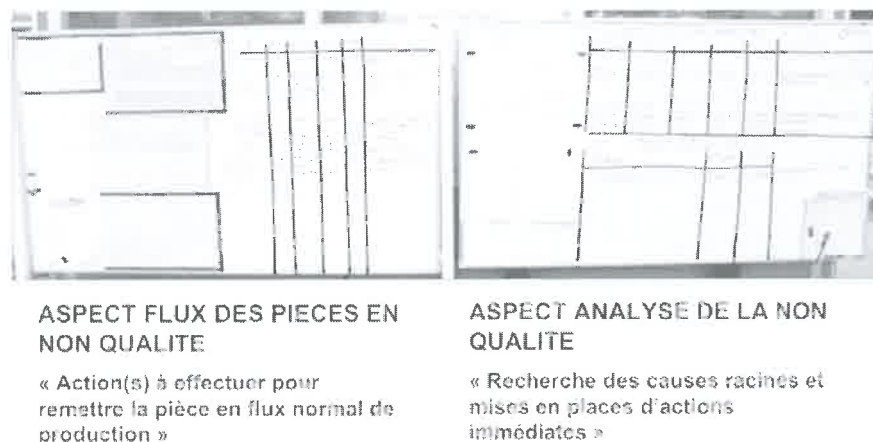 ASPECT FLUX DES PIECES EN
NON QUALITE
« Action(s) à effectuer pour
remettre la pièce en flux normal de
production »
ASPECT ANALYSE DE LA NON
QUALITE
« Recherche des causes racines et
mises en places d'actions
immédiates »